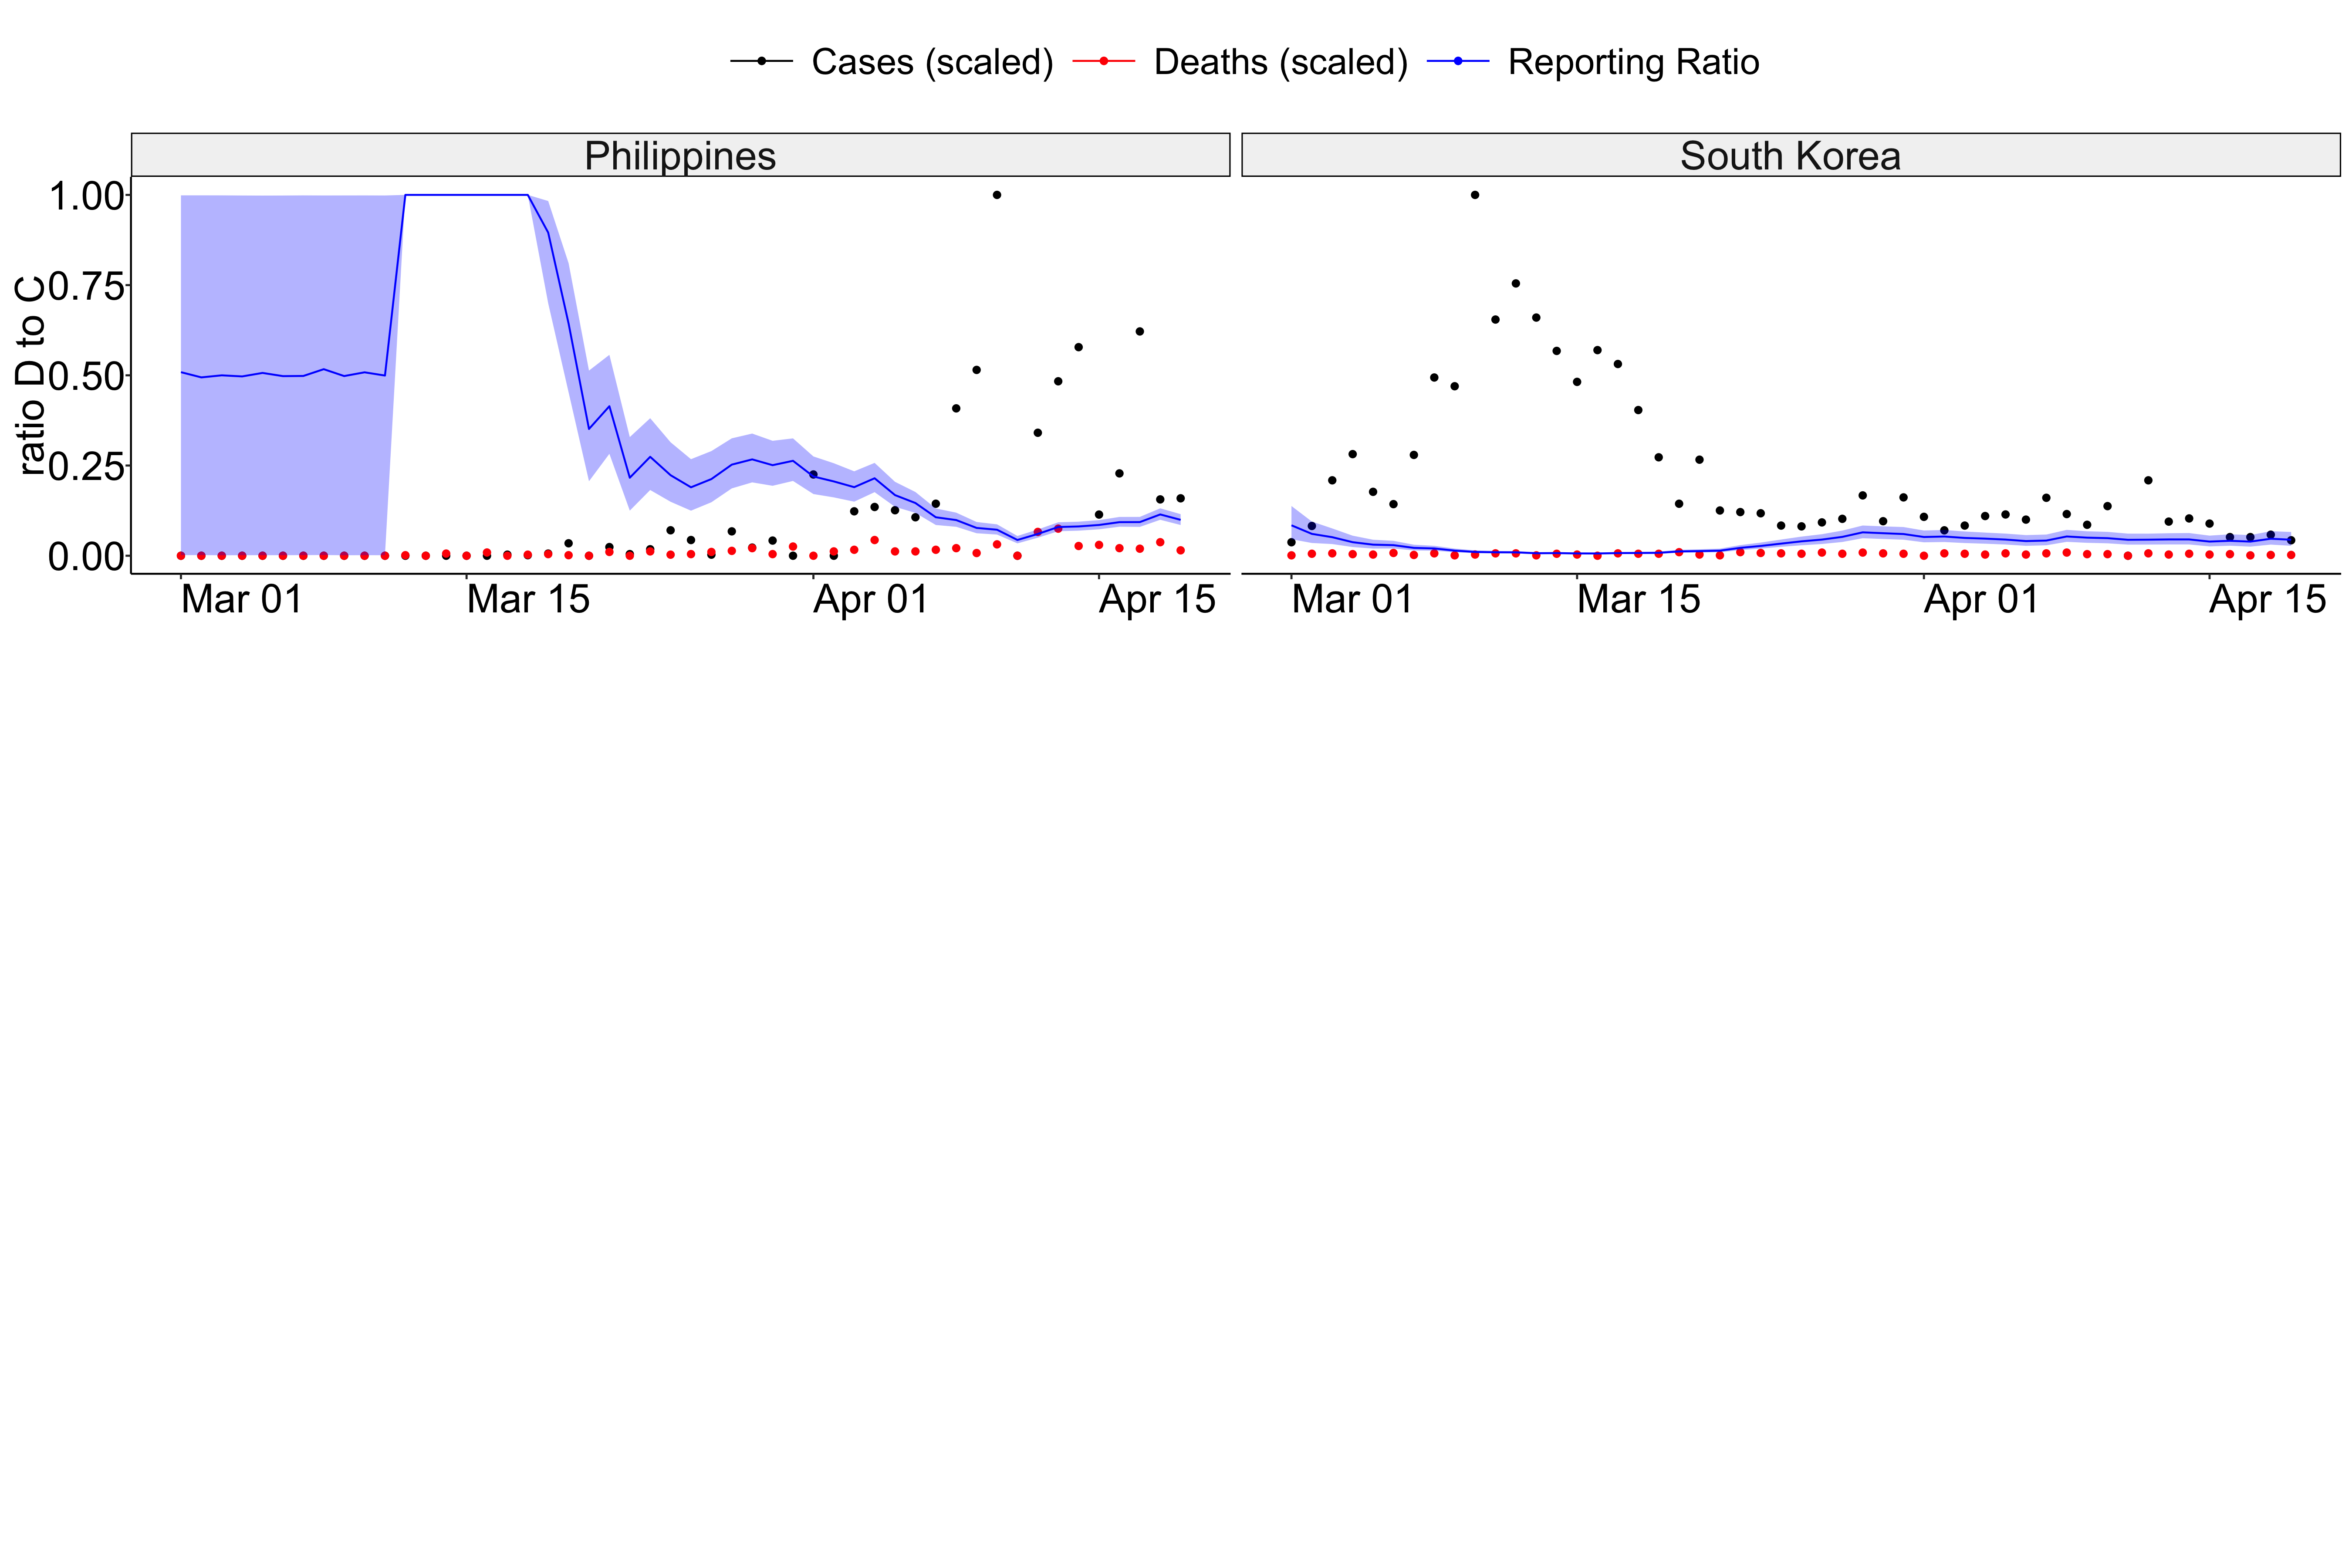 Cases (scaled) Deaths (scaled) Reporting Ratio
Philippines South Korea
ratio D to C
1.00
0.75
0.50
0.25
0.00
Mar 01 Mar 15 Apr 01 Apr 15 Mar 01 Mar 15 Apr 01 Apr 15